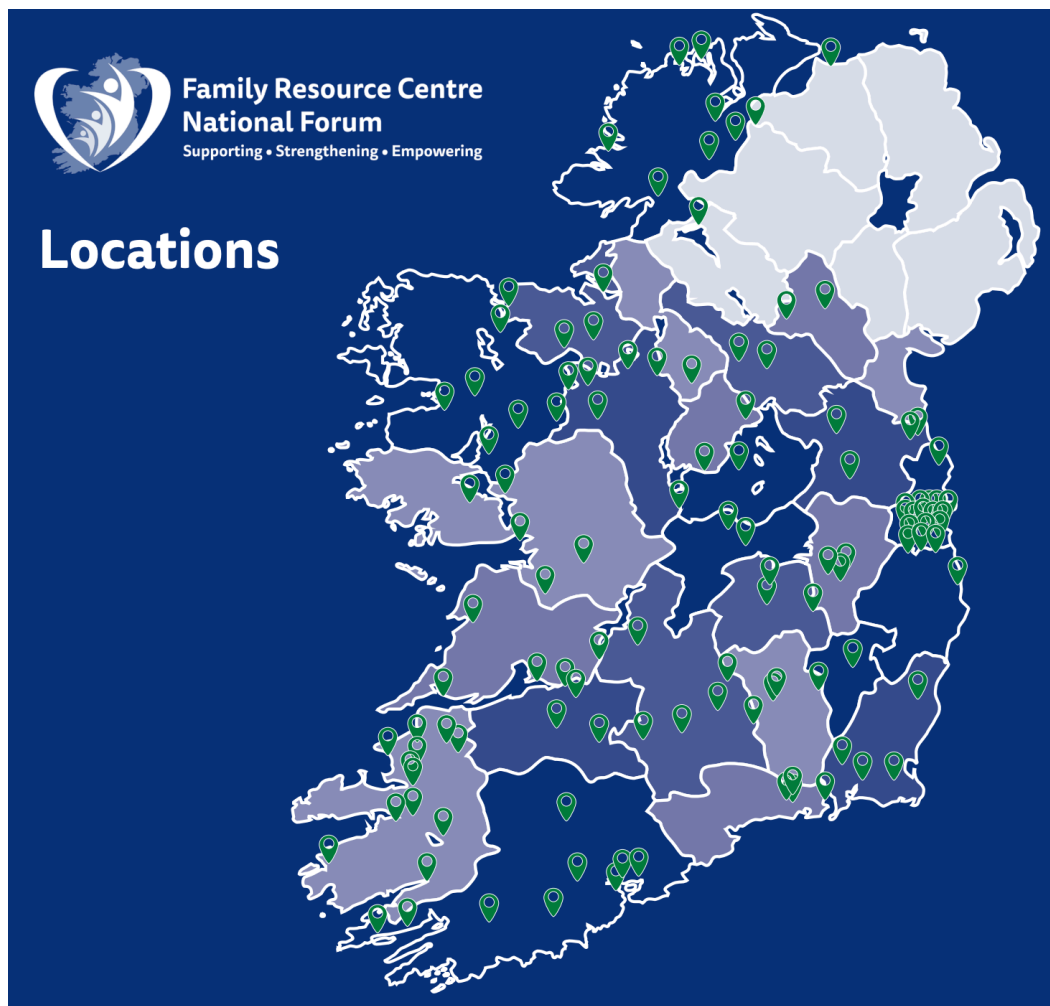 Family Resource Centre
National Forum
Supporting • Strengthening • Empowering
Locations